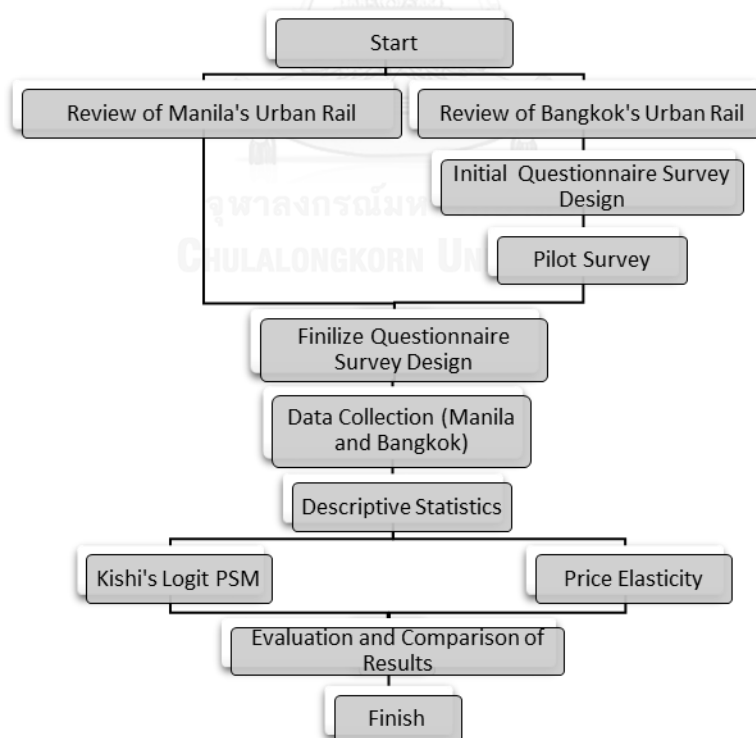 Start
Review of Manila's Urban Rail
Review of Bangkok's Urban Rail
Initial Questionnaire Survey
Design
จุฬาลงกรณ์มห
CHULALONGKORN UN
Pilot Survey
Finilize Questionnaire
Survey Design
Data Collection (Manila
and Bangkok)
Descriptive Statistics
Kishi's Logit PSM
Price Elasticity
Evaluation and Comparison of
Results
Finish